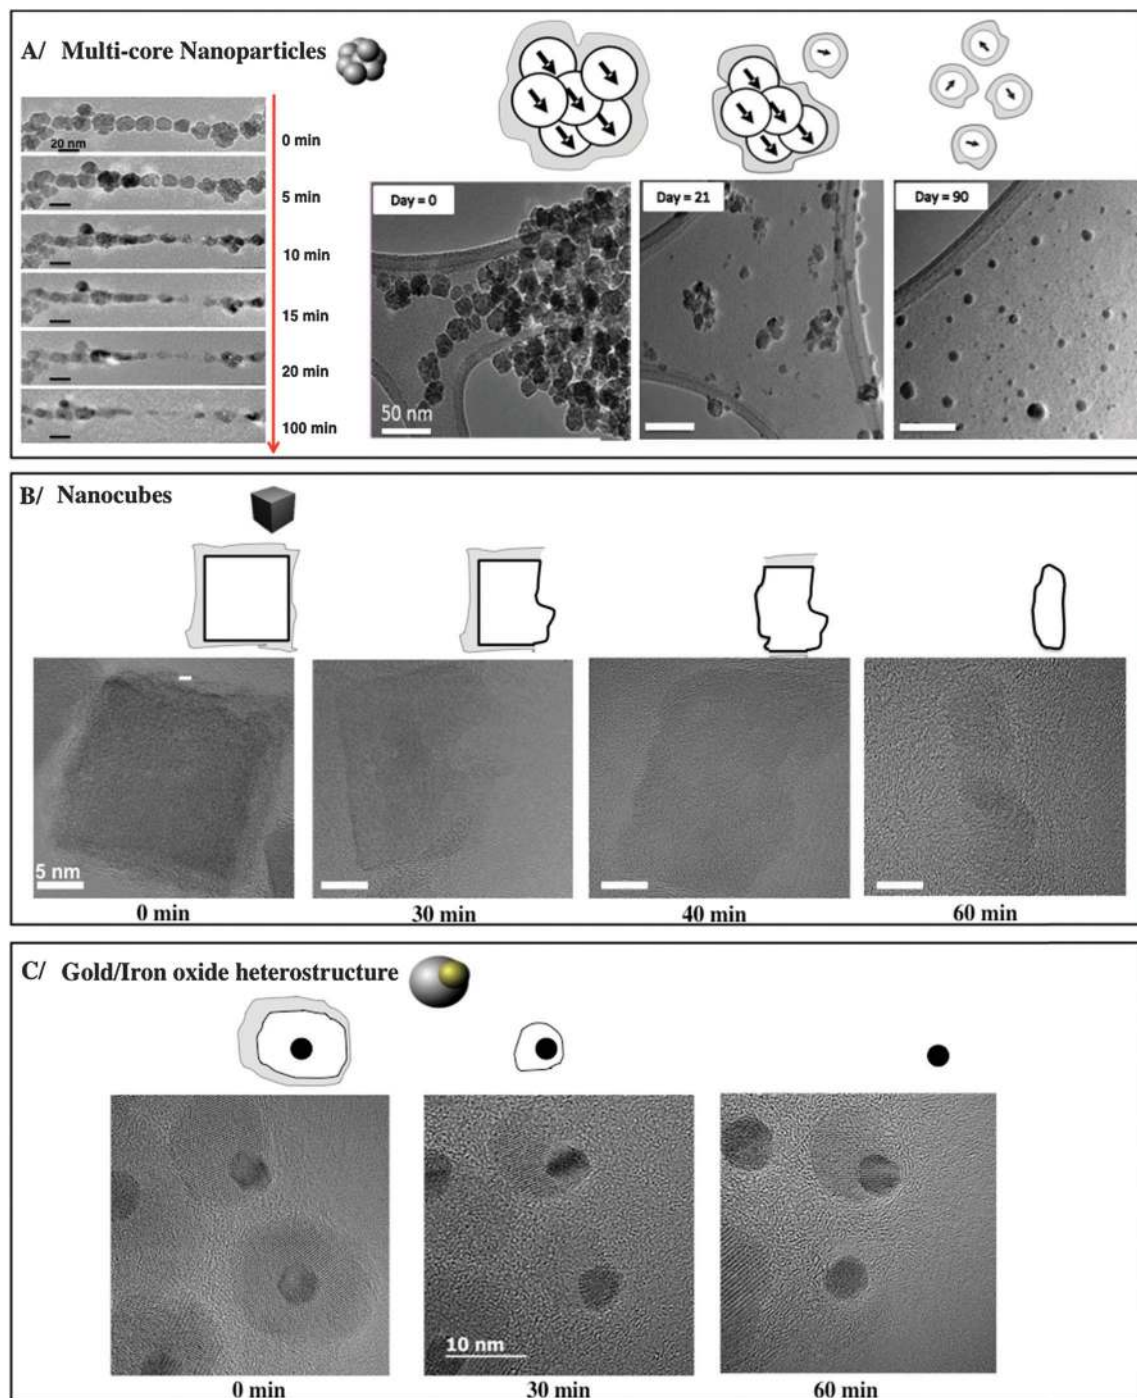 A/ Multi-core Nanoparticles
20 nm
0 min
5 min
10 min
15 min
20 min
100 min
Day = 0
Day = 21
Day = 90
50 nm
B/ Nanocubes
5 nm
0 min
30 min
40 min
60 min
C/ Gold/Iron oxide heterostructure
10 nm
0 min
30 min
60 min